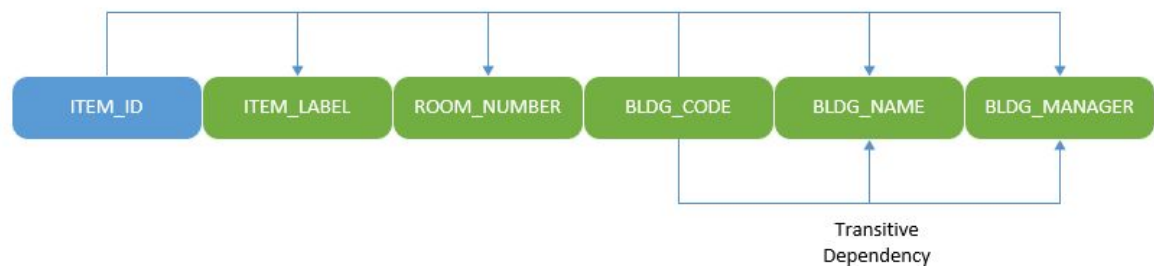 ITEM_ID
ITEM_LABEL
ROOM_NUMBER
BLDG_CODE
BLDG_NAME
BLDG_MANAGER
Transitive
Dependency